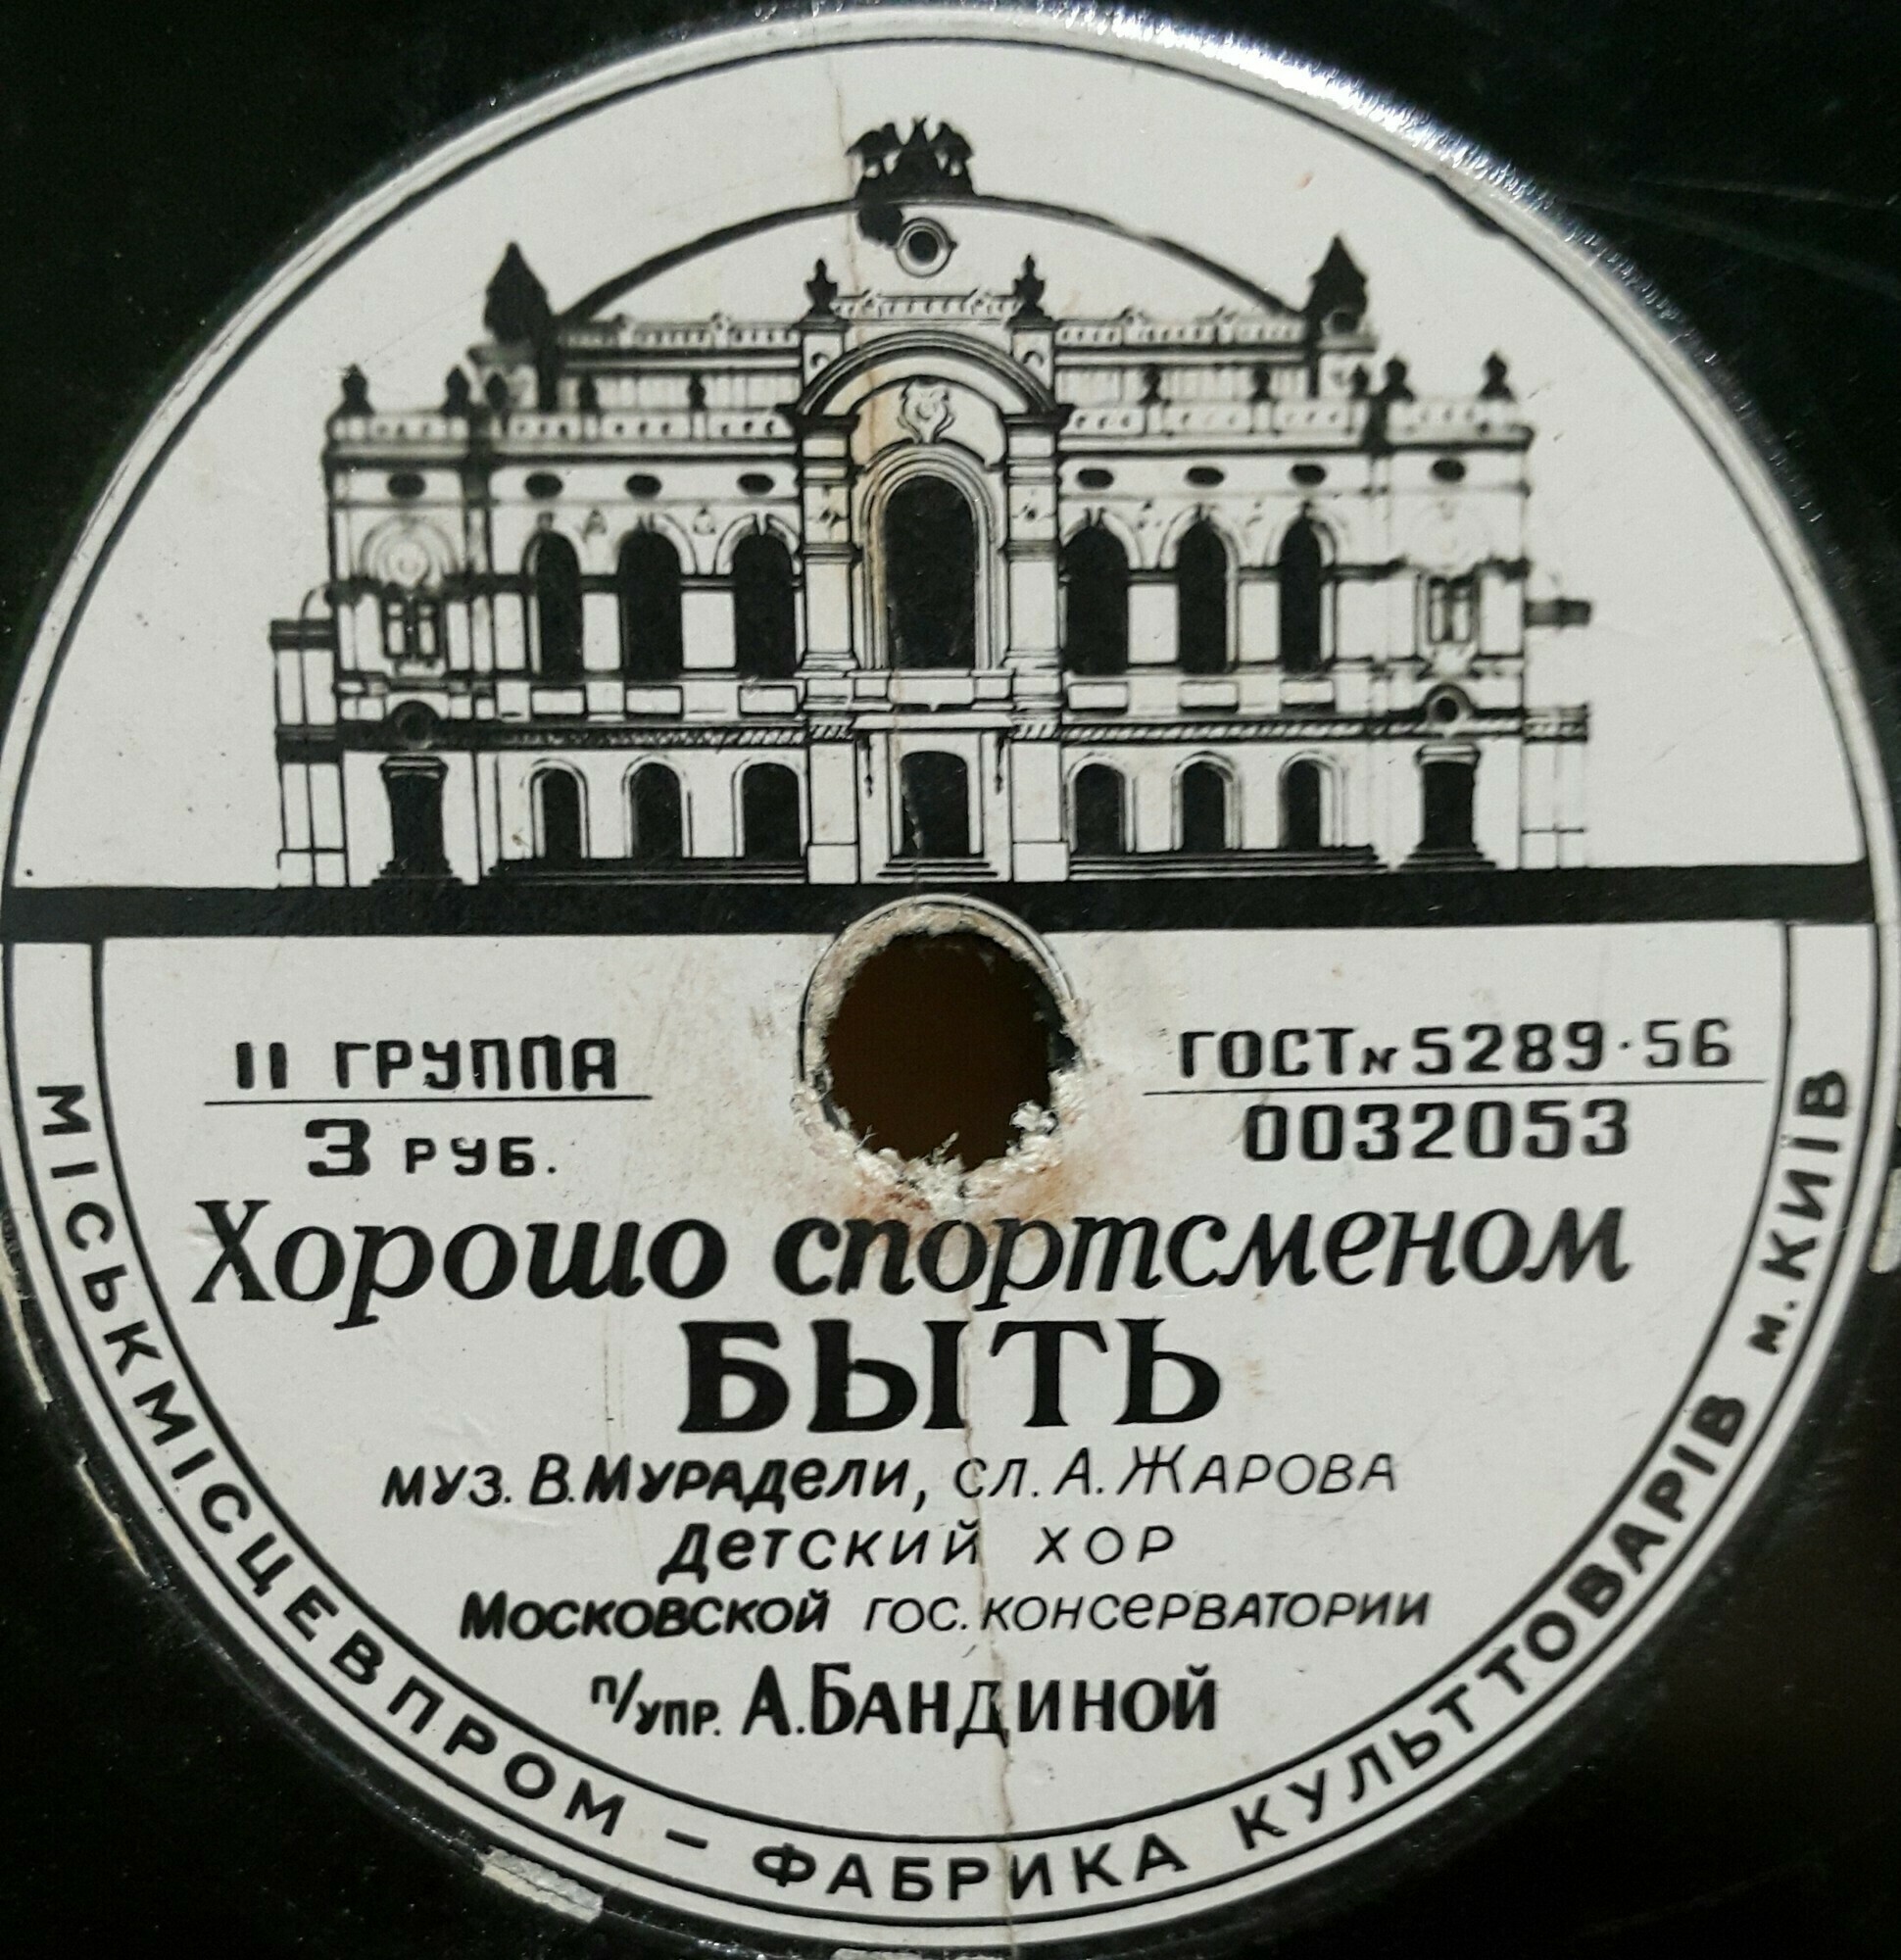 II ГРУППА
3 РУБ.
ГОСТ № 5289·56
0032053
Хорошо спортсменом
БЫТЬ
муз. В. Мурадели, сл. А. Жарова
Детский хор
Московской гос. консерватории
п/упр. А. Бандиной
МІСЬКМІСЦЕВПРОМ – ФАБРИКА КУЛЬТТОВАРІВ м. КИЇВ